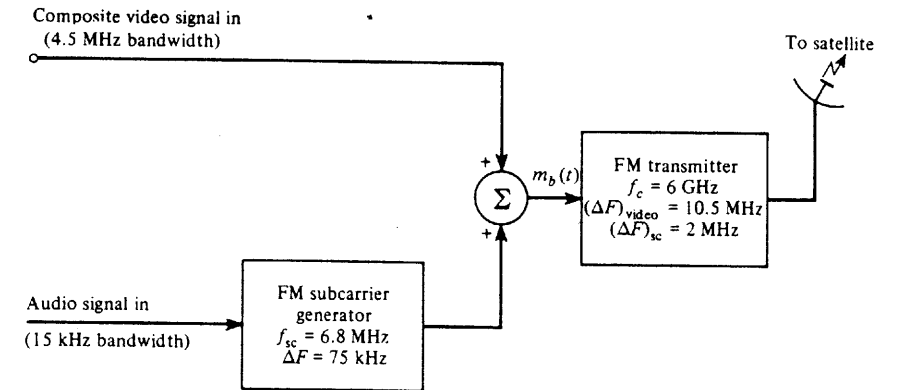 Composite video signal in
(4.5 MHz bandwidth)
To satellite
+
Σ
+
m_b(t)
FM transmitter
f_c = 6 GHz
(ΔF)_video = 10.5 MHz
(ΔF)_sc = 2 MHz
Audio signal in
(15 kHz bandwidth)
FM subcarrier
generator
f_sc = 6.8 MHz
ΔF = 75 kHz